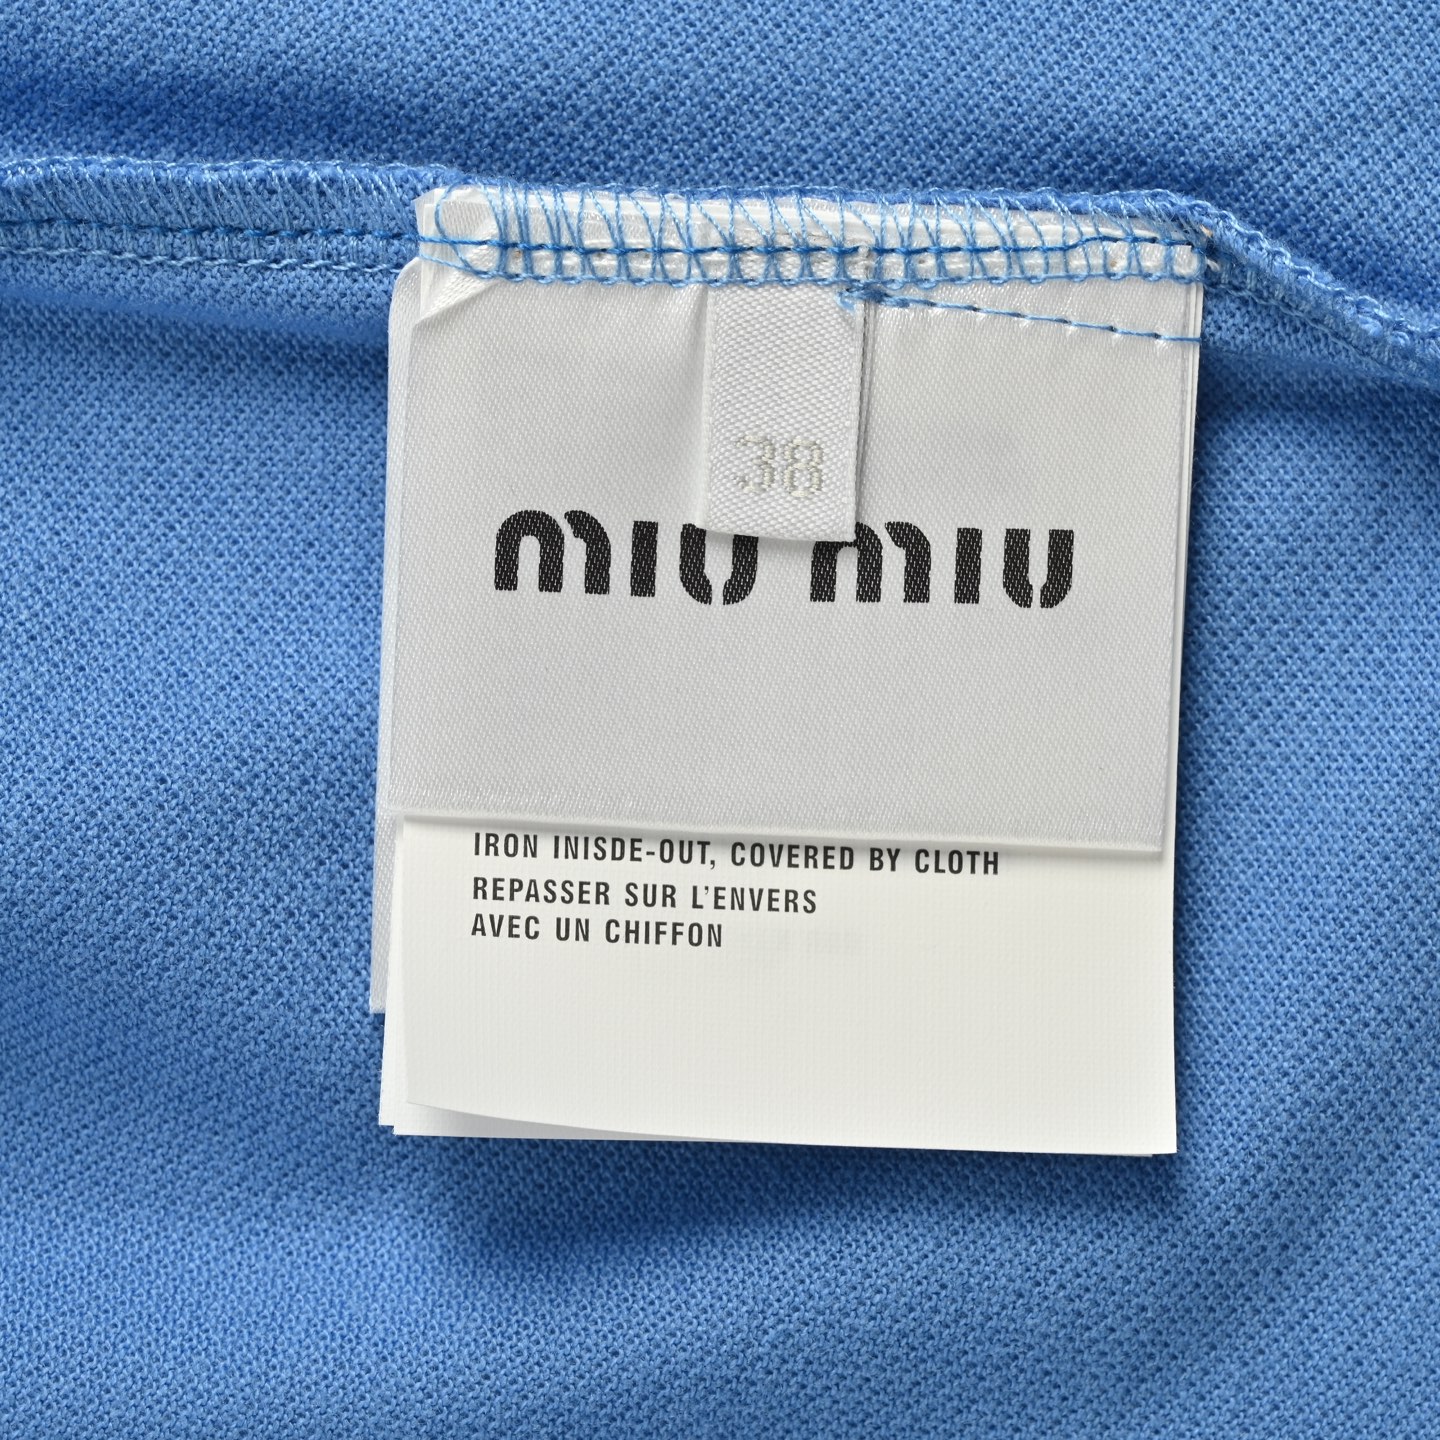 38
miu miu
IRON INISDE-OUT, COVERED BY CLOTH
REPASSER SUR L'ENVERS
AVEC UN CHIFFON